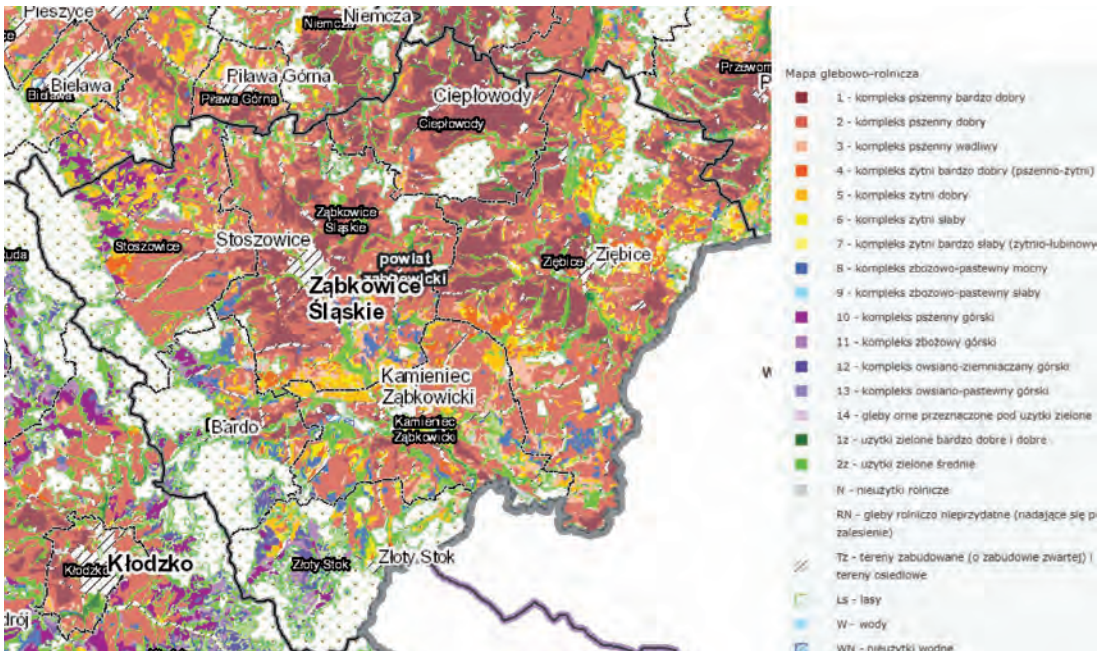 Pieszyce
Niemcza
Niemcza
Bielawa
Bielawa
Piława Górna
Piława Górna
Ciepłowody
Ciepłowody
Przewom
P
Stoszowice
Stoszowice
Ząbkowice
Śląskie
powiat
ząbkowicki
Ząbkowice
Śląskie
Ziębice
Ziębice
uda
Kamieniec
Ząbkowicki
Kamieniec
Ząbkowicki
Bardo
W
Złoty Stok
Złoty Stok
Kłodzko
Kłodzko
drój
Mapa glebowo-rolnicza
1 - kompleks pszenny bardzo dobry
2 - kompleks pszenny dobry
3 - kompleks pszenny wadliwy
4 - kompleks żytni bardzo dobry (pszenno-żytni)
5 - kompleks żytni dobry
6 - kompleks żytni słaby
7 - kompleks żytni bardzo słaby (żytnio-łubinowy
8 - kompleks zbożowo-pastewny mocny
9 - kompleks zbożowo-pastewny słaby
10 - kompleks pszenny górski
11 - kompleks zbożowy górski
12 - kompleks owsiano-ziemniaczany górski
13 - kompleks owsiano-pastewny górski
14 - gleby orne przeznaczone pod użytki zielone
1z - użytki zielone bardzo dobre i dobre
2z - użytki zielone średnie
N - nieużytki rolnicze
RN - gleby rolniczo nieprzydatne (nadające się p
zalesienie)
Tz - tereny zabudowane (o zabudowie zwartej) i
tereny osiedlowe
Ls - lasy
W - wody
WN - nieużytki wodne